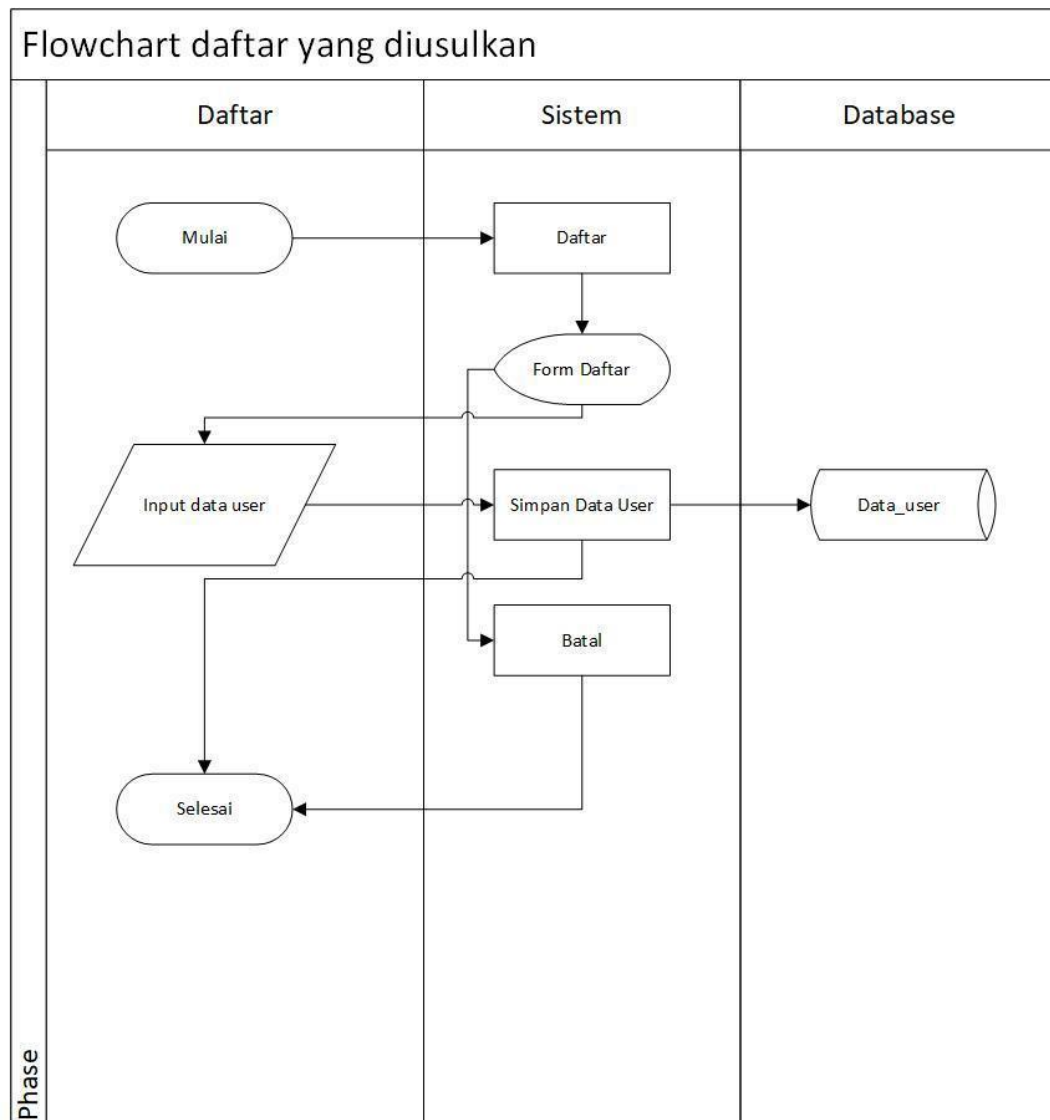 Flowchart daftar yang diusulkan
Daftar
Sistem
Database
Mulai
Daftar
Form Daftar
Input data user
Simpan Data User
Data_user
Batal
Selesai
Phase